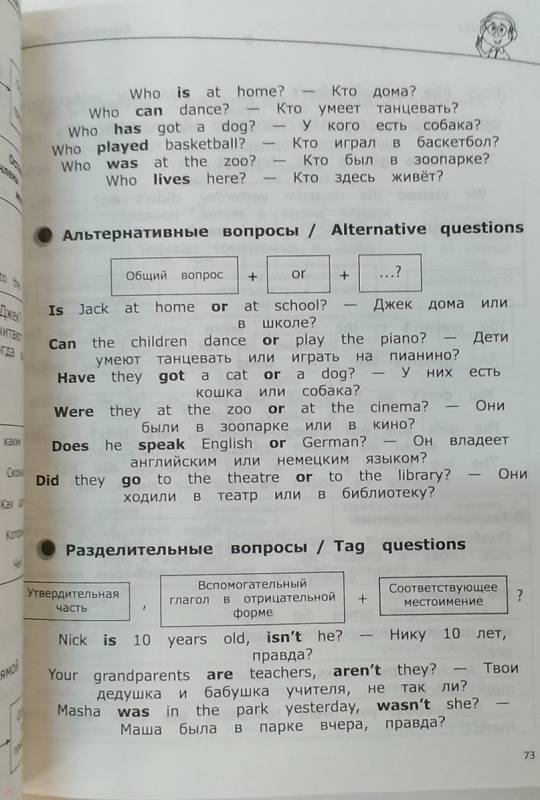 Who is at home? — Кто дома?
Who can dance? — Кто умеет танцевать?
Who has got a dog? — У кого есть собака?
Who played basketball? — Кто играл в баскетбол?
Who was at the zoo? — Кто был в зоопарке?
Who lives here? — Кто здесь живёт?
Альтернативные вопросы / Alternative questions
Общий вопрос + or + ...?
Is Jack at home or at school? — Джек дома или
в школе?
Can the children dance or play the piano? — Дети
умеют танцевать или играть на пианино?
Have they got a cat or a dog? — У них есть
кошка или собака?
Were they at the zoo or at the cinema? — Они
были в зоопарке или в кино?
Does he speak English or German? — Он владеет
английским или немецким языком?
Did they go to the theatre or to the library? — Они
ходили в театр или в библиотеку?
Разделительные вопросы / Tag questions
Утвердительная
часть
,
Вспомогательный
глагол в отрицательной
форме
+
Соответствующее
местоимение
?
Nick is 10 years old, isn't he? — Нику 10 лет,
правда?
Your grandparents are teachers, aren't they? — Твои
дедушка и бабушка учителя, не так ли?
Masha was in the park yesterday, wasn't she? —
Маша была в парке вчера, правда?
73